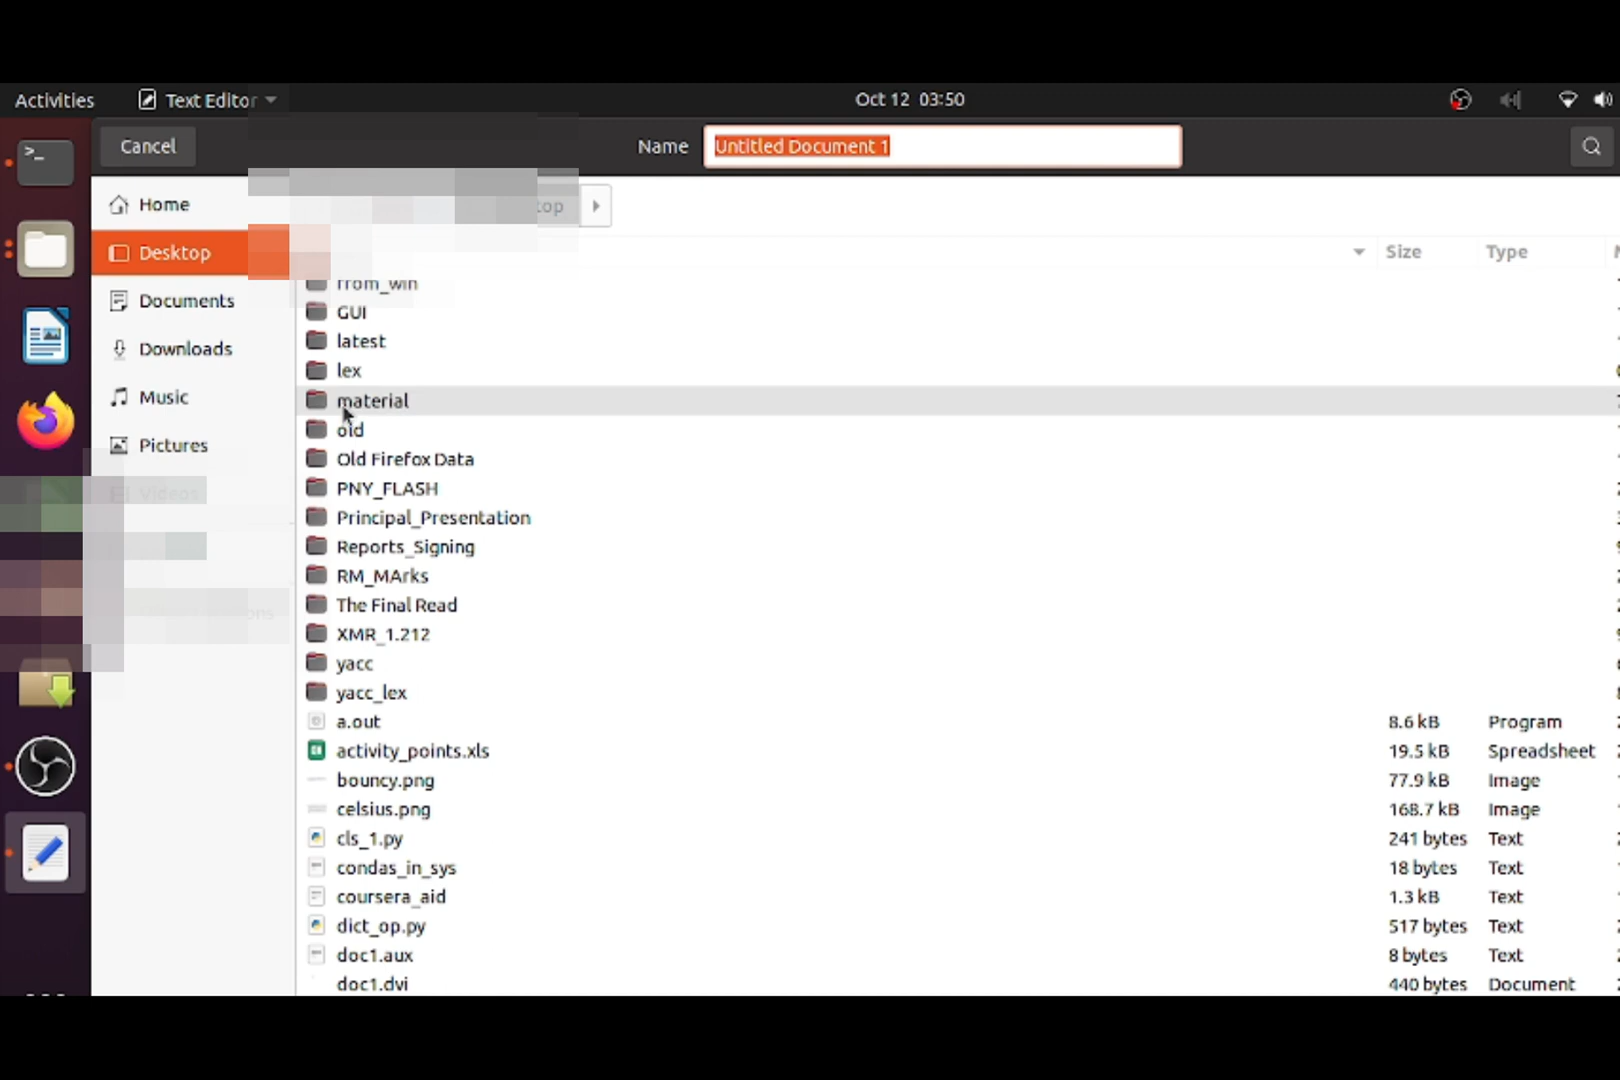 Activities Text Editor Oct 12 03:50
Cancel Name Untitled Document 1
Home
Desktop Size Type
Documents
Downloads
Music
Pictures
Videos
from_win
GUI
latest
lex
material
old
Old Firefox Data
PNY_FLASH
Principal_Presentation
Reports_Signing
RM_MArks
The Final Read
XMR_1.212
yacc
yacc_lex
a.out 8.6 kB Program
activity_points.xls 19.5 kB Spreadsheet
bouncy.png 77.9 kB Image
celsius.png 168.7 kB Image
cls_1.py 241 bytes Text
condas_in_sys 18 bytes Text
coursera_aid 1.3 kB Text
dict_op.py 517 bytes Text
doc1.aux 8 bytes Text
doc1.dvi 440 bytes Document